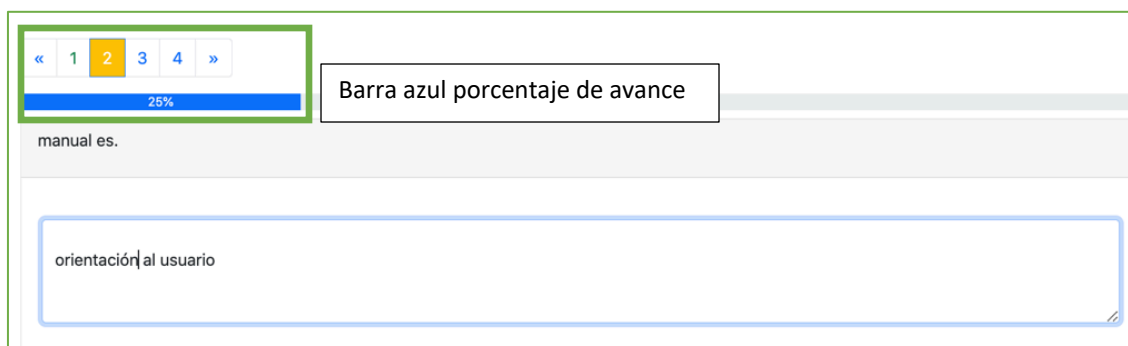 « 1 2 3 4 »
25%
Barra azul porcentaje de avance
manual es.
orientación al usuario